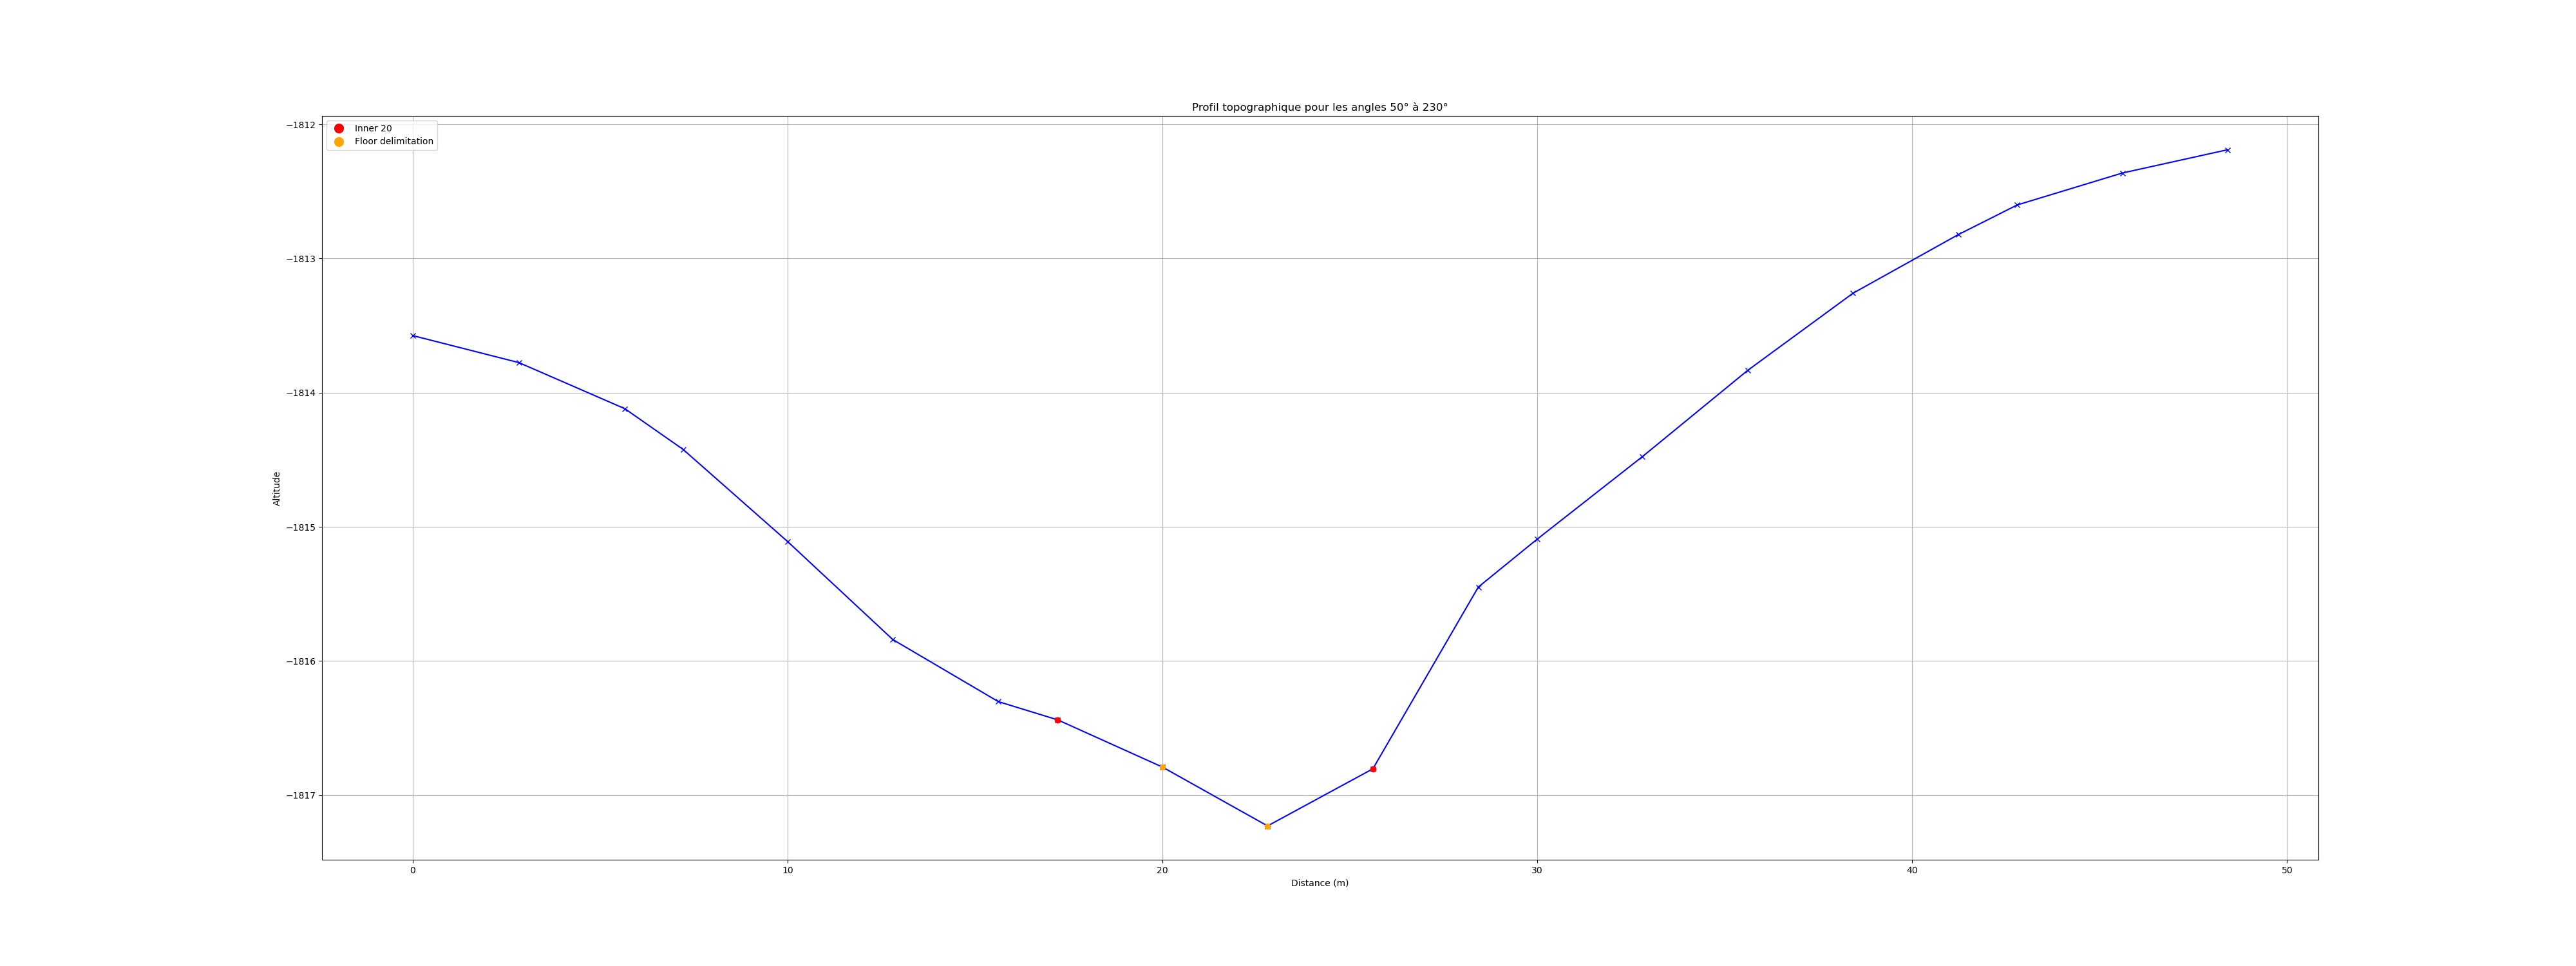 Profil topographique pour les angles 50° à 230°
Inner 20
Floor delimitation
−1812
−1813
−1814
−1815
−1816
−1817
Altitude
0 10 20 30 40 50
Distance (m)